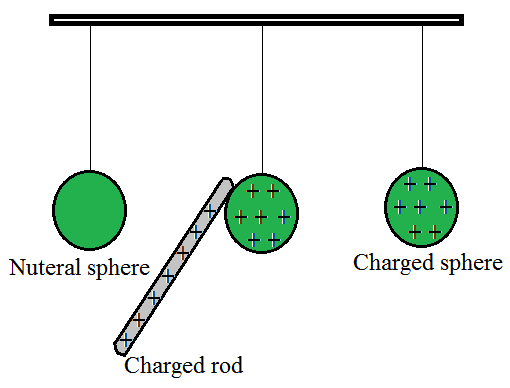 Nuteral sphere
Charged sphere
Charged rod